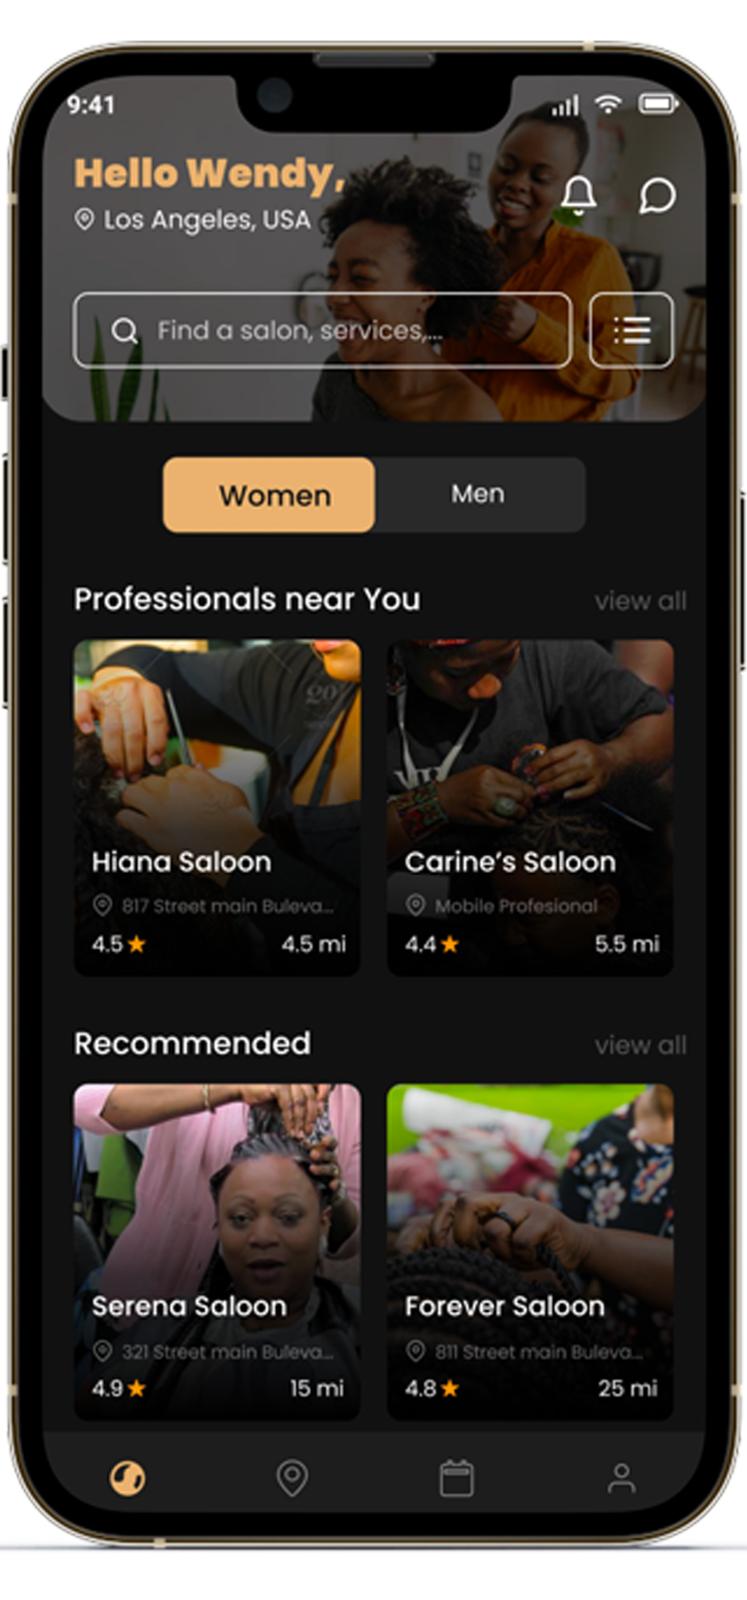 9:41
Hello Wendy,
Los Angeles, USA
Find a salon, services,...
Women
Men
Professionals near You
view all
Hiana Saloon
817 Street main Buleva...
4.5
4.5 mi
Carine's Saloon
Mobile Profesional
4.4
5.5 mi
Recommended
view all
Serena Saloon
321 Street main Buleva...
4.9
15 mi
Forever Saloon
811 Street main Buleva...
4.8
25 mi